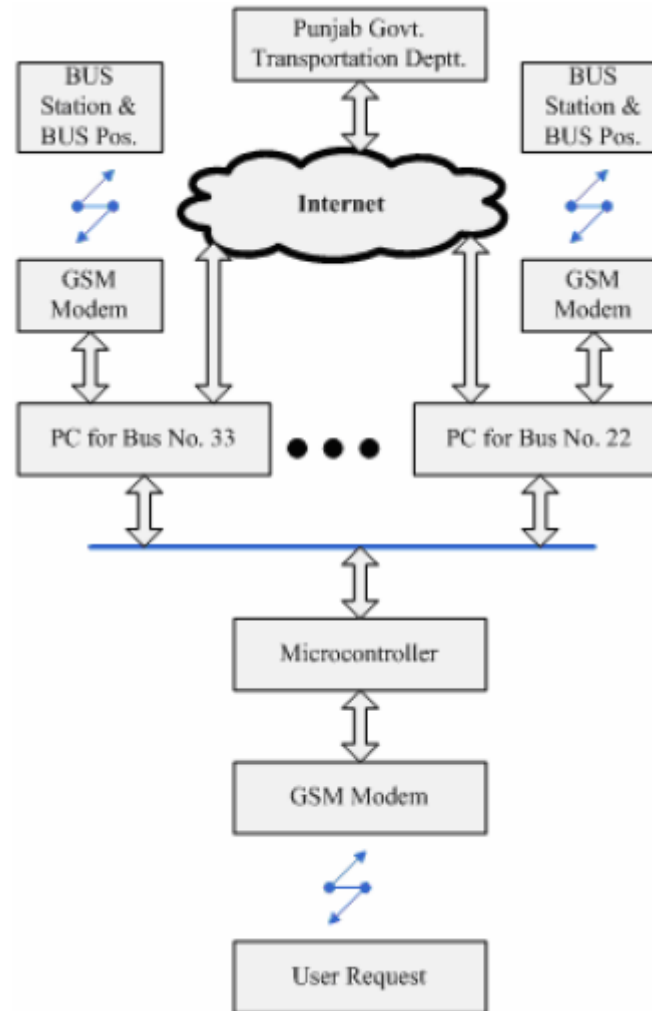 Punjab Govt.
Transportation Deptt.
BUS
Station &
BUS Pos.
BUS
Station &
BUS Pos.
Internet
GSM
Modem
GSM
Modem
PC for Bus No. 33
PC for Bus No. 22
Microcontroller
GSM Modem
User Request